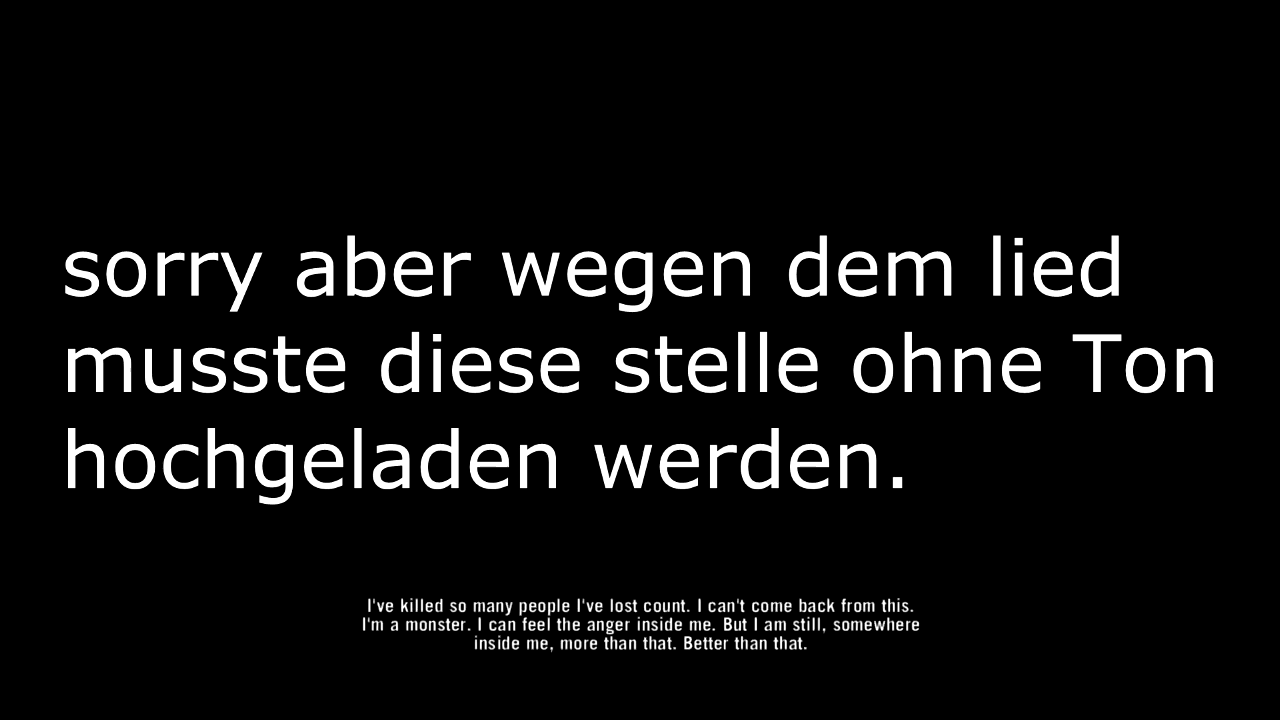 sorry aber wegen dem lied
musste diese stelle ohne Ton
hochgeladen werden.
I've killed so many people I've lost count. I can't come back from this.
I'm a monster. I can feel the anger inside me. But I am still, somewhere
inside me, more than that. Better than that.